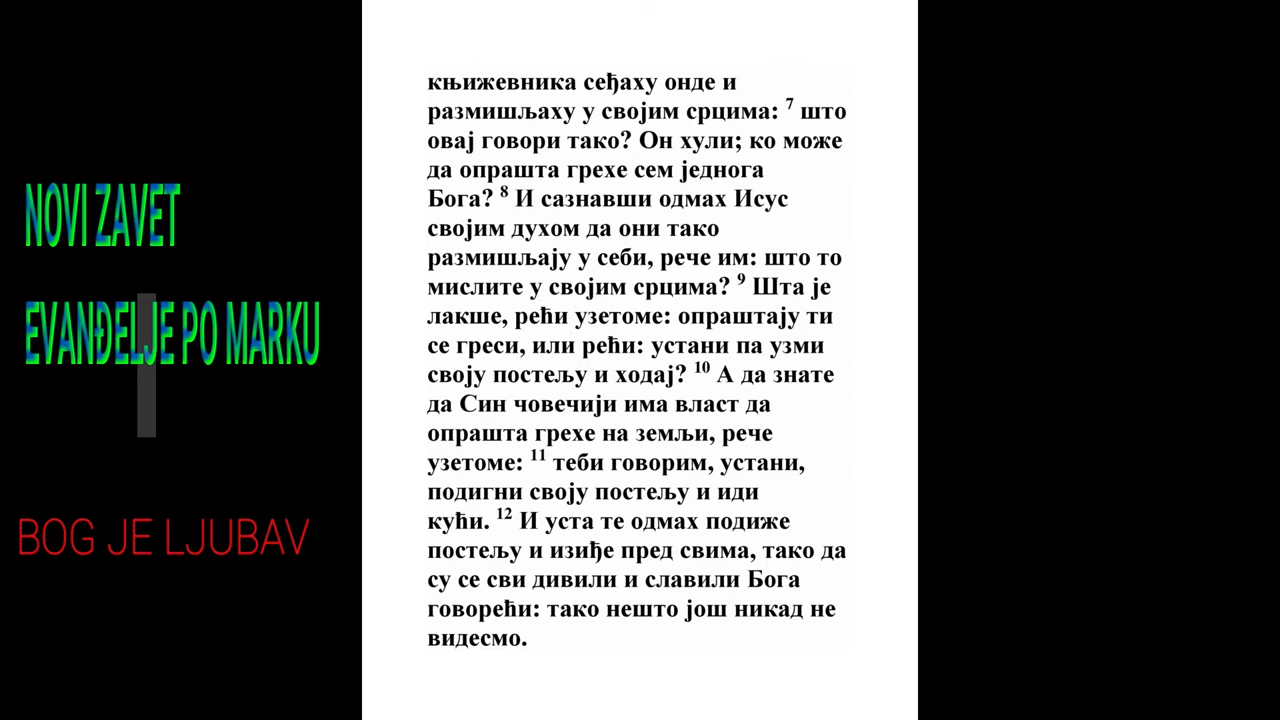 NOVI ZAVET
EVANĐELJE PO MARKU
BOG JE LJUBAV
књижевника сеђаху онде и
размишљаху у својим срцима: 7 што
овај говори тако? Он хули; ко може
да опрашта грехе сем једнога
Бога? 8 И сазнавши одмах Исус
својим духом да они тако
размишљају у себи, рече им: што то
мислите у својим срцима? 9 Шта је
лакше, рећи узетоме: опраштају ти
се греси, или рећи: устани па узми
своју постељу и ходај? 10 А да знате
да Син човечији има власт да
опрашта грехе на земљи, рече
узетоме: 11 теби говорим, устани,
подигни своју постељу и иди
кући. 12 И уста те одмах подиже
постељу и изиђе пред свима, тако да
су се сви дивили и славили Бога
говорећи: тако нешто још никад не
видесмо.